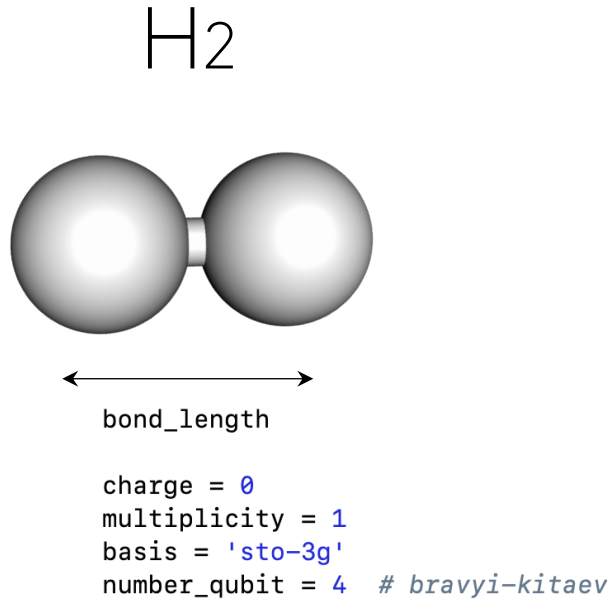 H2
bond_length
charge = 0
multiplicity = 1
basis = 'sto-3g'
number_qubit = 4  # bravyi-kitaev